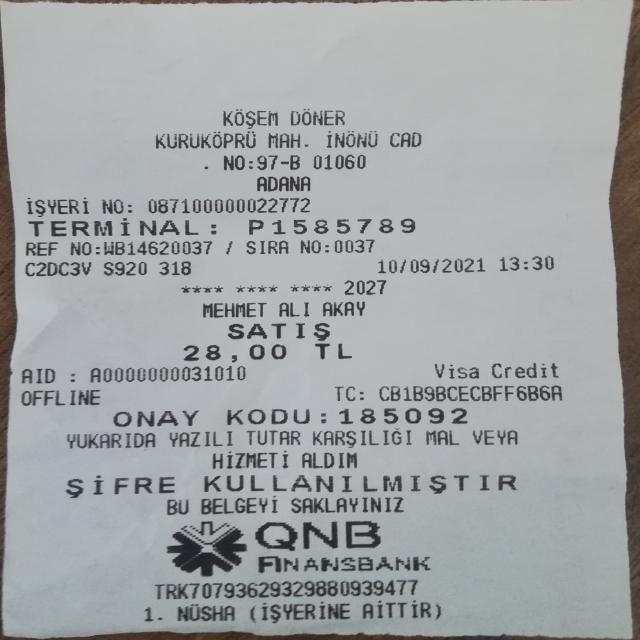 KÖŞEM DÖNER
KURUKÖPRÜ MAH. İNÖNÜ CAD
. NO:97-B 01060
ADANA
İŞYERİ NO: 087100000022772
TERMİNAL: P1585789
REF NO:WB14620037 / SIRA NO:0037
C2DC3V S920 318 10/09/2021 13:30
**** **** **** 2027
MEHMET ALİ AKAY
SATIŞ
28,00 TL
AID : A0000000031010 Visa Credit
OFFLINE TC: CB1B9BCECBFF6B6A
ONAY KODU:185092
YUKARIDA YAZILI TUTAR KARŞILIĞI MAL VEYA
HİZMETİ ALDIM
ŞİFRE KULLANILMIŞTIR
BU BELGEYİ SAKLAYINIZ
QNB
FINANSBANK
TRK70793629329880939477
1. NÜSHA (İŞYERİNE AİTTİR)